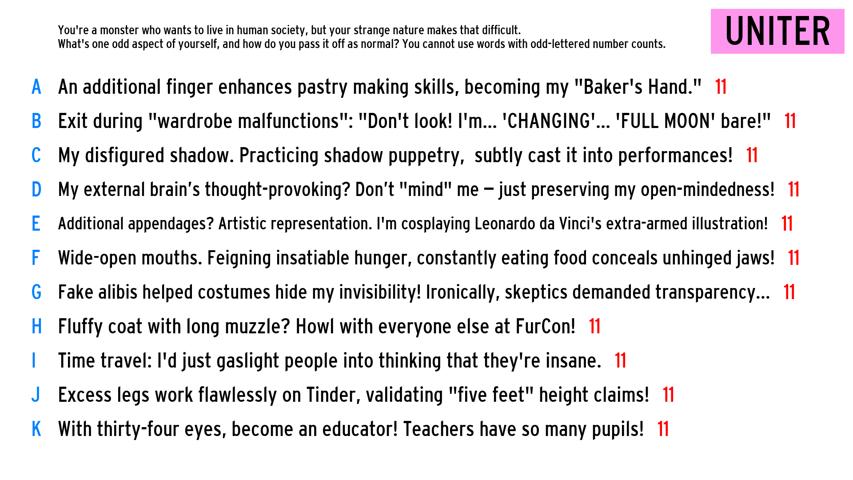 You're a monster who wants to live in human society, but your strange nature makes that difficult.
What's one odd aspect of yourself, and how do you pass it off as normal? You cannot use words with odd-lettered number counts.
UNITER
A An additional finger enhances pastry making skills, becoming my "Baker's Hand." 11
B Exit during "wardrobe malfunctions": "Don't look! I'm... 'CHANGING'... 'FULL MOON' bare!" 11
C My disfigured shadow. Practicing shadow puppetry, subtly cast it into performances! 11
D My external brain's thought-provoking? Don't "mind" me – just preserving my open-mindedness! 11
E Additional appendages? Artistic representation. I'm cosplaying Leonardo da Vinci's extra-armed illustration! 11
F Wide-open mouths. Feigning insatiable hunger, constantly eating food conceals unhinged jaws! 11
G Fake alibis helped costumes hide my invisibility! Ironically, skeptics demanded transparency... 11
H Fluffy coat with long muzzle? Howl with everyone else at FurCon! 11
I Time travel: I'd just gaslight people into thinking that they're insane. 11
J Excess legs work flawlessly on Tinder, validating "five feet" height claims! 11
K With thirty-four eyes, become an educator! Teachers have so many pupils! 11